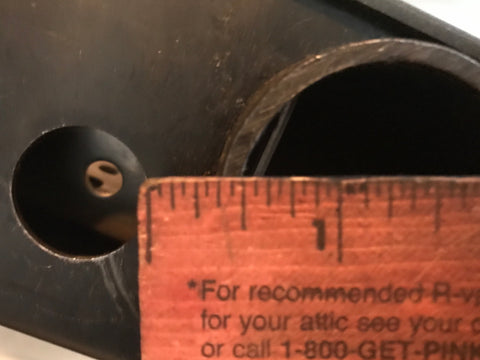 1
*For recommended R-v
for your attic see your
or call 1-800-GET-PINK